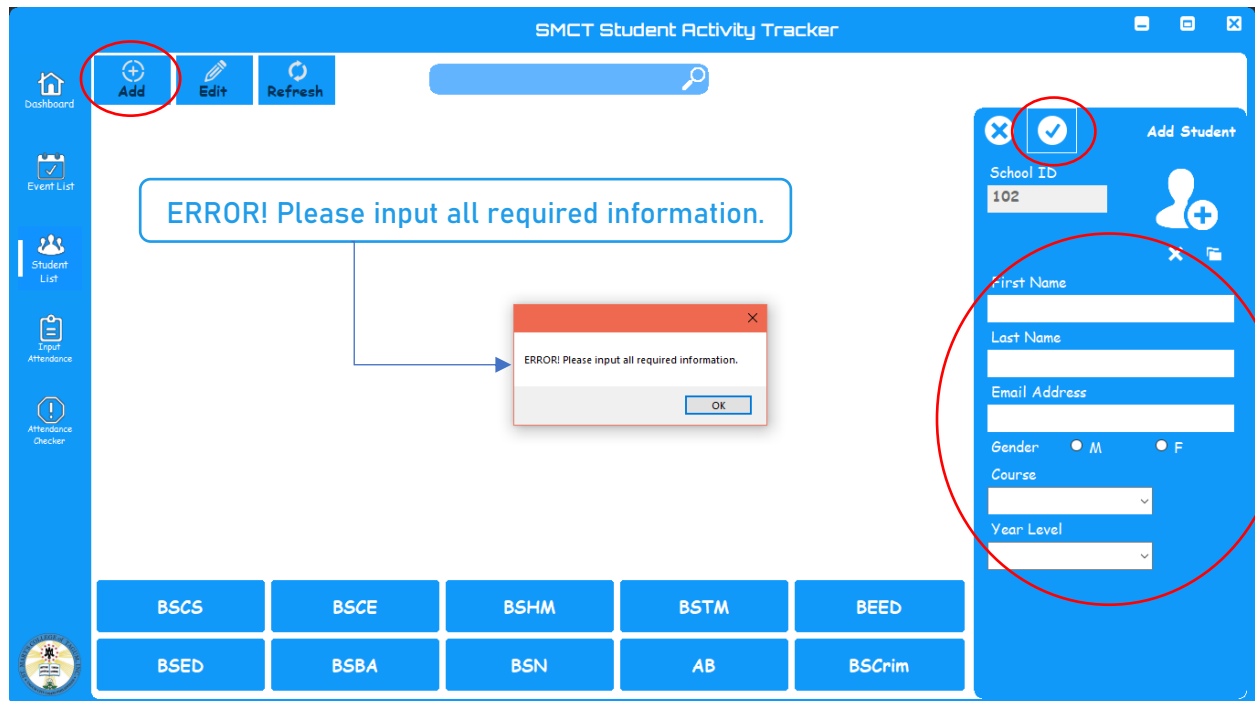 SMCT Student Activity Tracker
Dashboard
Event List
Student
List
Input
Attendance
Attendance
Checker
Add
Edit
Refresh
ERROR! Please input all required information.
ERROR! Please input all required information.
OK
Add Student
School ID
102
First Name
Last Name
Email Address
Gender M F
Course
Year Level
BSCS BSCE BSHM BSTM BEED
BSED BSBA BSN AB BSCrim